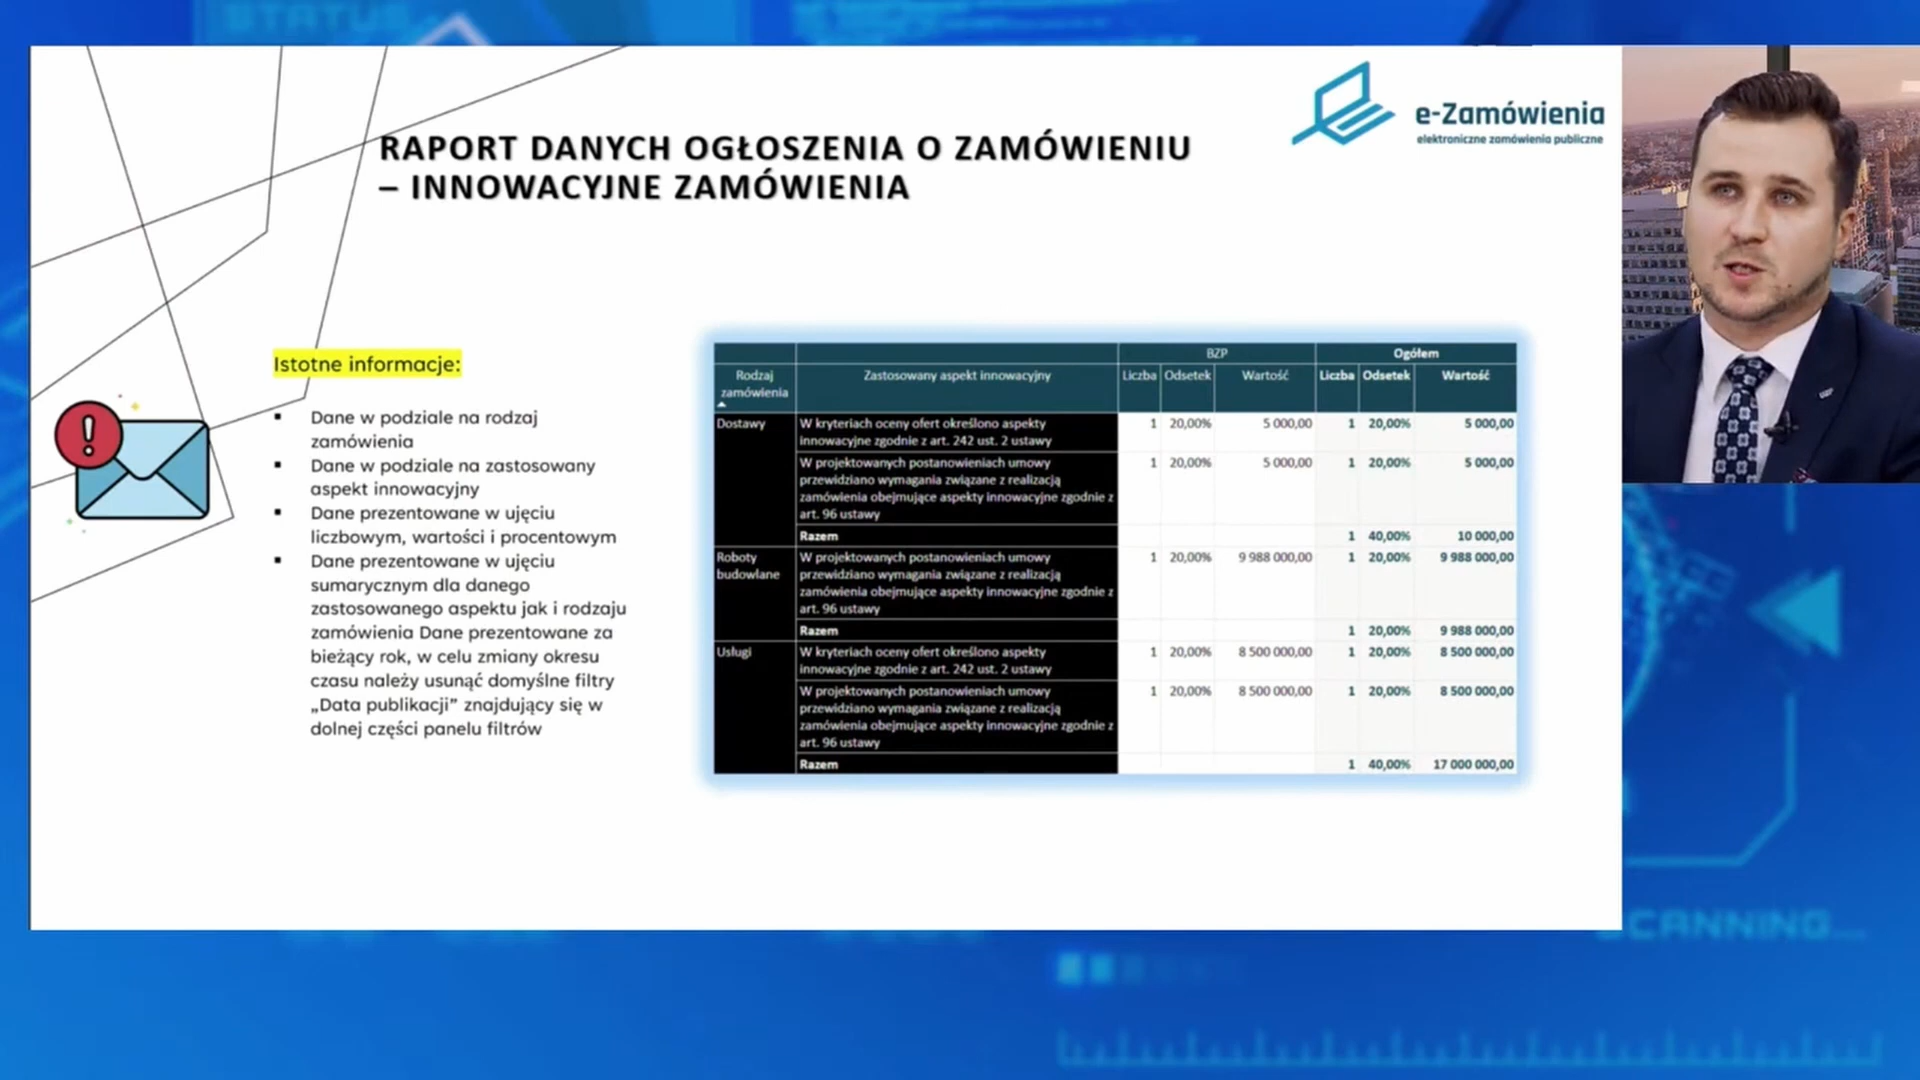 STATUS
e-Zamówienia
elektroniczne zamówienia publiczne
RAPORT DANYCH OGŁOSZENIA O ZAMÓWIENIU
– INNOWACYJNE ZAMÓWIENIA
Istotne informacje:
▪ Dane w podziale na rodzaj
zamówienia
▪ Dane w podziale na zastosowany
aspekt innowacyjny
▪ Dane prezentowane w ujęciu
liczbowym, wartości i procentowym
▪ Dane prezentowane w ujęciu
sumarycznym dla danego
zastosowanego aspektu jak i rodzaju
zamówienia Dane prezentowane za
bieżący rok, w celu zmiany okresu
czasu należy usunąć domyślne filtry
„Data publikacji” znajdujący się w
dolnej części panelu filtrów
BZP Ogółem
Rodzaj Zastosowany aspekt innowacyjny Liczba Odsetek Wartość Liczba Odsetek Wartość
zamówienia
Dostawy W kryteriach oceny ofert określono aspekty 1 20,00% 5 000,00 1 20,00% 5 000,00
innowacyjne zgodnie z art. 242 ust. 2 ustawy
W projektowanych postanowieniach umowy 1 20,00% 5 000,00 1 20,00% 5 000,00
przewidziano wymagania związane z realizacją
zamówienia obejmujące aspekty innowacyjne zgodnie z
art. 96 ustawy
Razem 1 40,00% 10 000,00
Roboty W projektowanych postanowieniach umowy 1 20,00% 9 988 000,00 1 20,00% 9 988 000,00
budowlane przewidziano wymagania związane z realizacją
zamówienia obejmujące aspekty innowacyjne zgodnie z
art. 96 ustawy
Razem 1 20,00% 9 988 000,00
Usługi W kryteriach oceny ofert określono aspekty 1 20,00% 8 500 000,00 1 20,00% 8 500 000,00
innowacyjne zgodnie z art. 242 ust. 2 ustawy
W projektowanych postanowieniach umowy 1 20,00% 8 500 000,00 1 20,00% 8 500 000,00
przewidziano wymagania związane z realizacją
zamówienia obejmujące aspekty innowacyjne zgodnie z
art. 96 ustawy
Razem 1 40,00% 17 000 000,00
SCANNING...